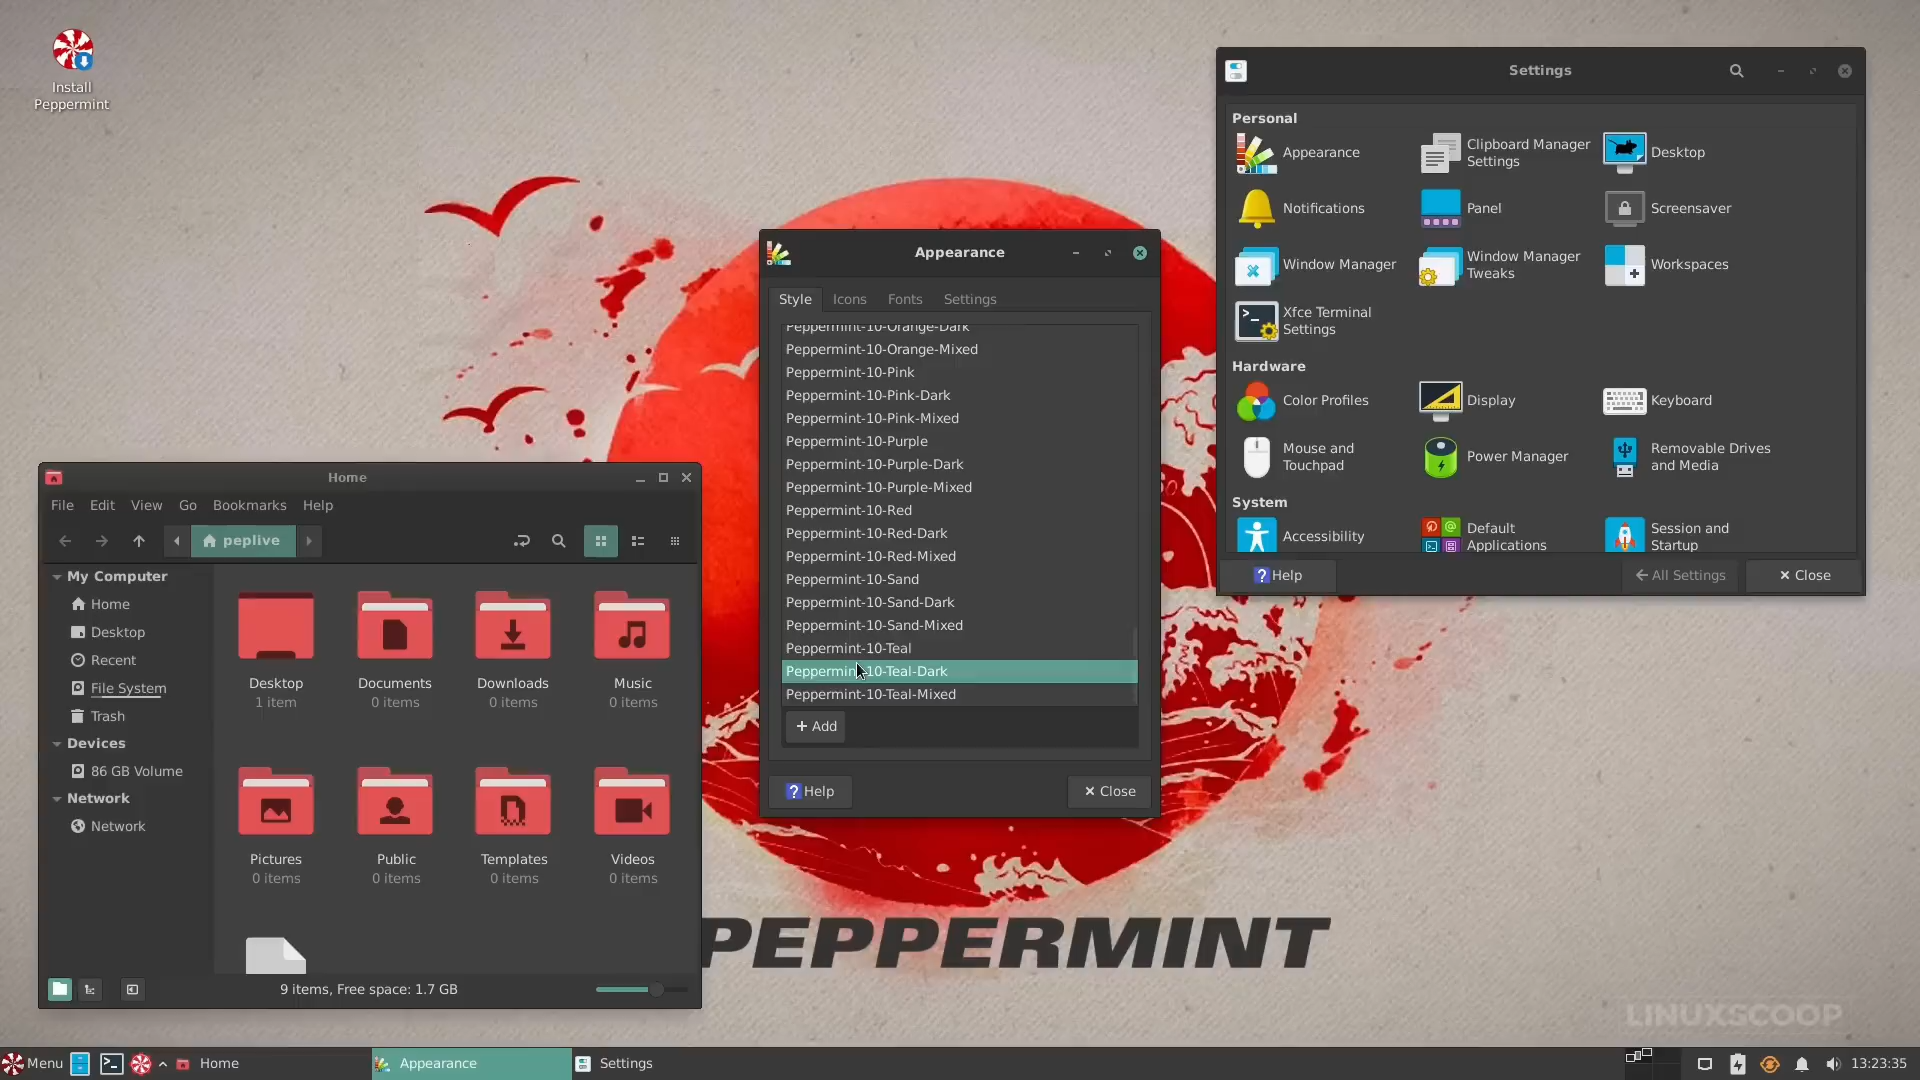 Install
Peppermint
Settings
Personal
Appearance
Clipboard Manager
Settings
Desktop
Notifications
Panel
Screensaver
Window Manager
Window Manager
Tweaks
Workspaces
Xfce Terminal
Settings
Hardware
Color Profiles
Display
Keyboard
Mouse and
Touchpad
Power Manager
Removable Drives
and Media
System
Accessibility
Default
Applications
Session and
Startup
? Help
All Settings
Close
Appearance
Style
Icons
Fonts
Settings
Peppermint-10-Orange-Dark
Peppermint-10-Orange-Mixed
Peppermint-10-Pink
Peppermint-10-Pink-Dark
Peppermint-10-Pink-Mixed
Peppermint-10-Purple
Peppermint-10-Purple-Dark
Peppermint-10-Purple-Mixed
Peppermint-10-Red
Peppermint-10-Red-Dark
Peppermint-10-Red-Mixed
Peppermint-10-Sand
Peppermint-10-Sand-Dark
Peppermint-10-Sand-Mixed
Peppermint-10-Teal
Peppermint-10-Teal-Dark
Peppermint-10-Teal-Mixed
+ Add
? Help
Close
Home
File Edit View Go Bookmarks Help
peplive
My Computer
Home
Desktop
Recent
File System
Trash
Devices
86 GB Volume
Network
Network
Desktop
1 item
Documents
0 items
Downloads
0 items
Music
0 items
Pictures
0 items
Public
0 items
Templates
0 items
Videos
0 items
9 items, Free space: 1.7 GB
PEPPERMINT
LINUXSCOOP
Menu
Home
Appearance
Settings
13:23:35